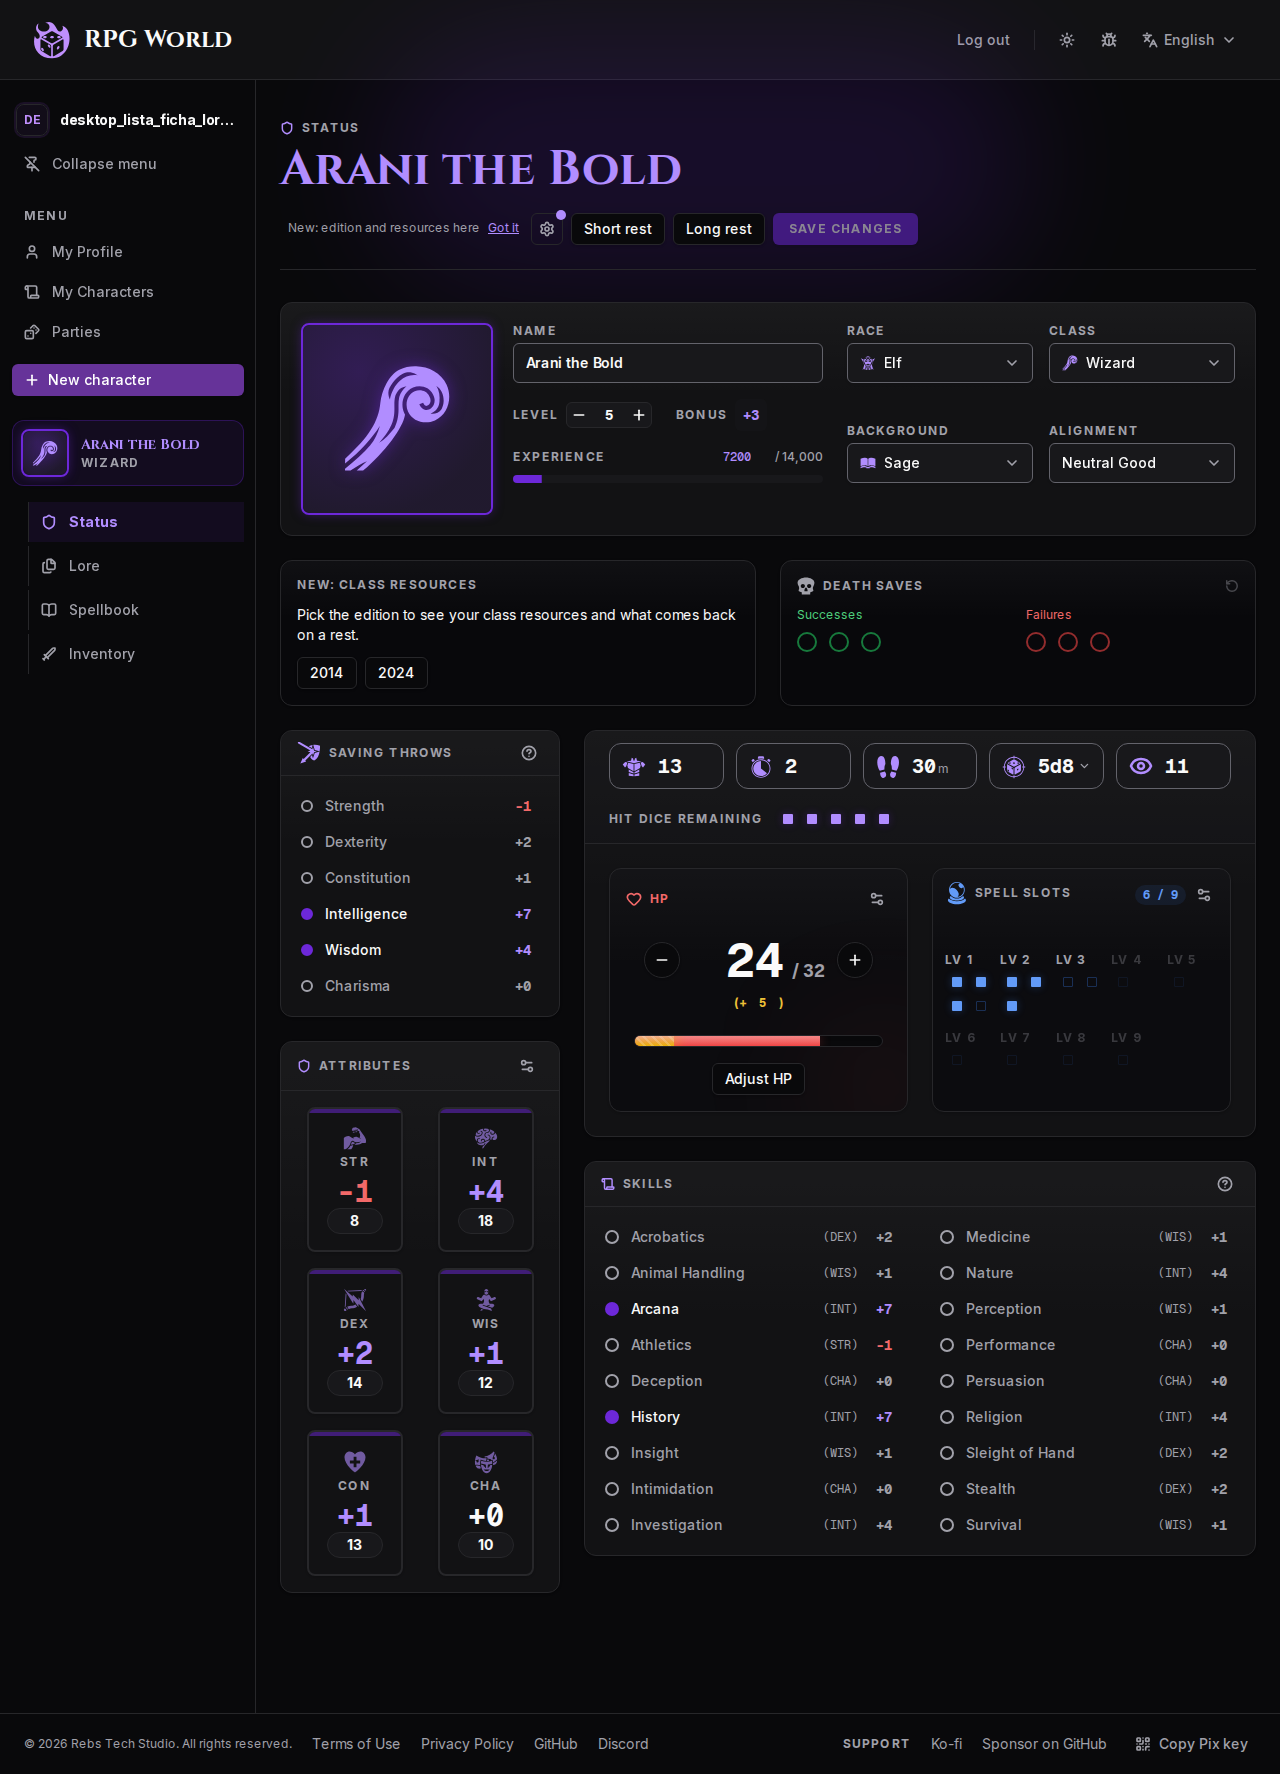 RPG World
Log out
English
DE
desktop_lista_ficha_lor...
Collapse menu
MENU
My Profile
My Characters
Parties
New character
Arani the Bold
WIZARD
Status
Lore
Spellbook
Inventory
STATUS
Arani the Bold
New: edition and resources here Got it
Short rest
Long rest
SAVE CHANGES
NAME
Arani the Bold
RACE
Elf
CLASS
Wizard
LEVEL
5
BONUS
+3
EXPERIENCE
7200
/ 14,000
BACKGROUND
Sage
ALIGNMENT
Neutral Good
NEW: CLASS RESOURCES
Pick the edition to see your class resources and what comes back
on a rest.
2014
2024
DEATH SAVES
Successes
Failures
SAVING THROWS
Strength -1
Dexterity +2
Constitution +1
Intelligence +7
Wisdom +4
Charisma +0
13
2
30 m
5d8
11
HIT DICE REMAINING
HP
24 / 32
(+ 5 )
Adjust HP
SPELL SLOTS
6 / 9
LV 1 LV 2 LV 3 LV 4 LV 5
LV 6 LV 7 LV 8 LV 9
ATTRIBUTES
STR
-1
8
INT
+4
18
DEX
+2
14
WIS
+1
12
CON
+1
13
CHA
+0
10
SKILLS
Acrobatics (DEX) +2
Animal Handling (WIS) +1
Arcana (INT) +7
Athletics (STR) -1
Deception (CHA) +0
History (INT) +7
Insight (WIS) +1
Intimidation (CHA) +0
Investigation (INT) +4
Medicine (WIS) +1
Nature (INT) +4
Perception (WIS) +1
Performance (CHA) +0
Persuasion (CHA) +0
Religion (INT) +4
Sleight of Hand (DEX) +2
Stealth (DEX) +2
Survival (WIS) +1
© 2026 Rebs Tech Studio. All rights reserved.
Terms of Use
Privacy Policy
GitHub
Discord
SUPPORT
Ko-fi
Sponsor on GitHub
Copy Pix key